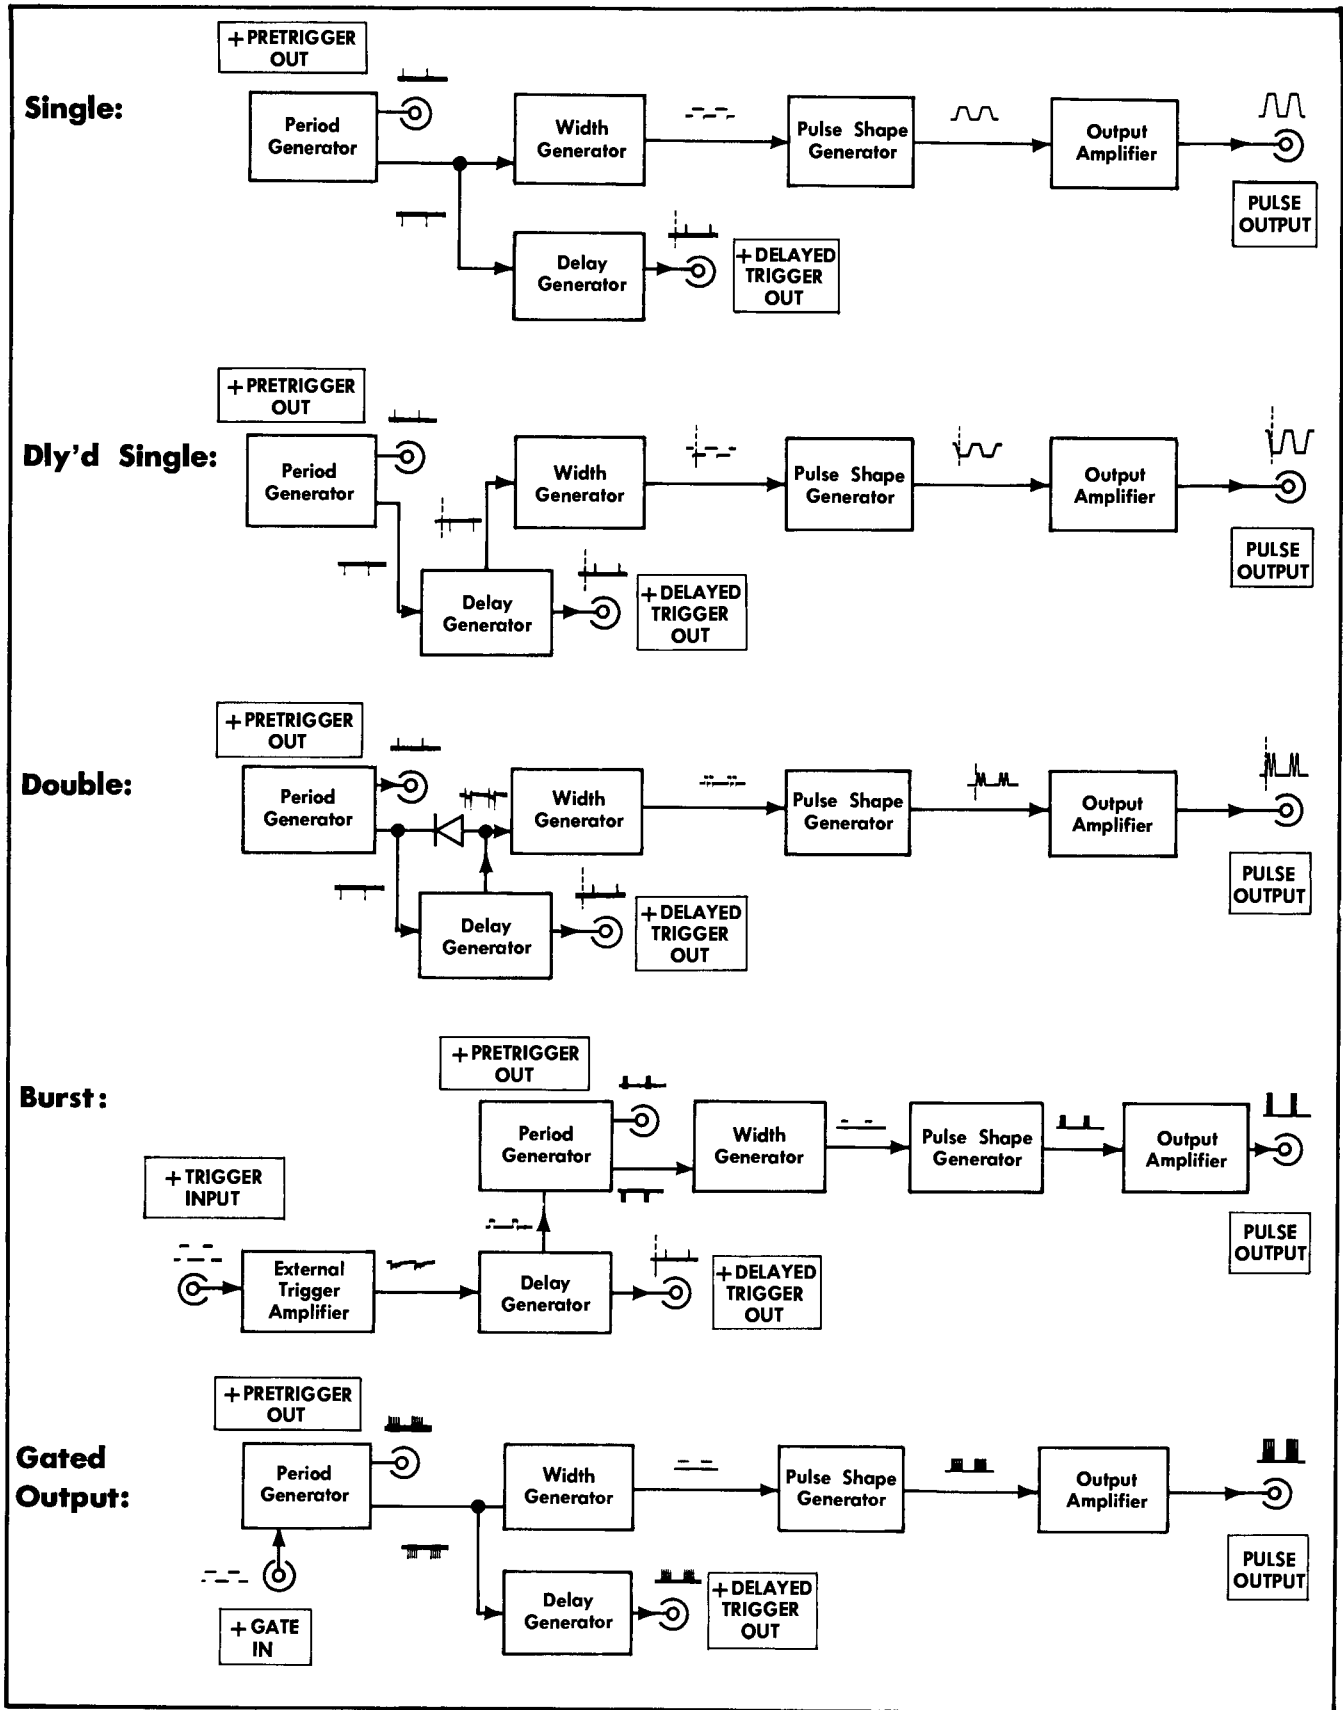 + PRETRIGGER
OUT
Single:
Period
Generator
Width
Generator
Pulse Shape
Generator
Output
Amplifier
PULSE
OUTPUT
Delay
Generator
+ DELAYED
TRIGGER
OUT
+ PRETRIGGER
OUT
Dly'd Single:
Period
Generator
Width
Generator
Pulse Shape
Generator
Output
Amplifier
PULSE
OUTPUT
Delay
Generator
+ DELAYED
TRIGGER
OUT
+ PRETRIGGER
OUT
Double:
Period
Generator
Width
Generator
Pulse Shape
Generator
Output
Amplifier
PULSE
OUTPUT
Delay
Generator
+ DELAYED
TRIGGER
OUT
+ PRETRIGGER
OUT
Burst:
Period
Generator
Width
Generator
Pulse Shape
Generator
Output
Amplifier
+ TRIGGER
INPUT
PULSE
OUTPUT
External
Trigger
Amplifier
Delay
Generator
+ DELAYED
TRIGGER
OUT
+ PRETRIGGER
OUT
Gated
Output:
Period
Generator
Width
Generator
Pulse Shape
Generator
Output
Amplifier
PULSE
OUTPUT
+ GATE
IN
Delay
Generator
+ DELAYED
TRIGGER
OUT